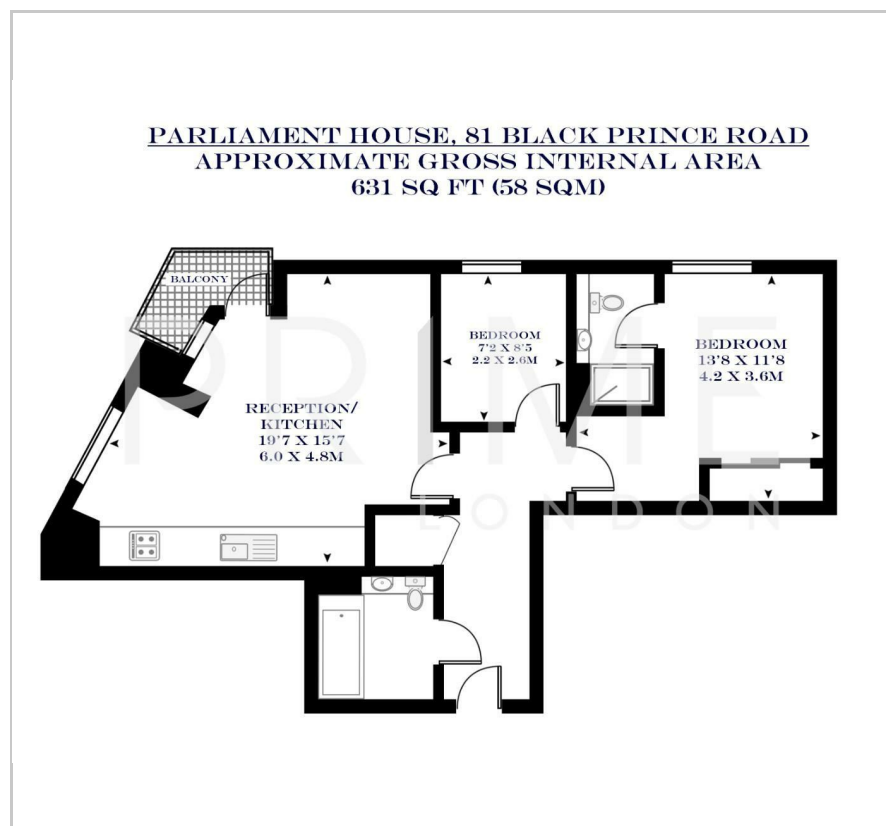 PARLIAMENT HOUSE, 81 BLACK PRINCE ROAD
APPROXIMATE GROSS INTERNAL AREA
631 SQ FT (58 SQM)
BALCONY
BEDROOM
7'2 X 8'5
2.2 X 2.6M
BEDROOM
13'8 X 11'8
4.2 X 3.6M
RECEPTION/
KITCHEN
19'7 X 15'7
6.0 X 4.8M
PRIME
LONDON